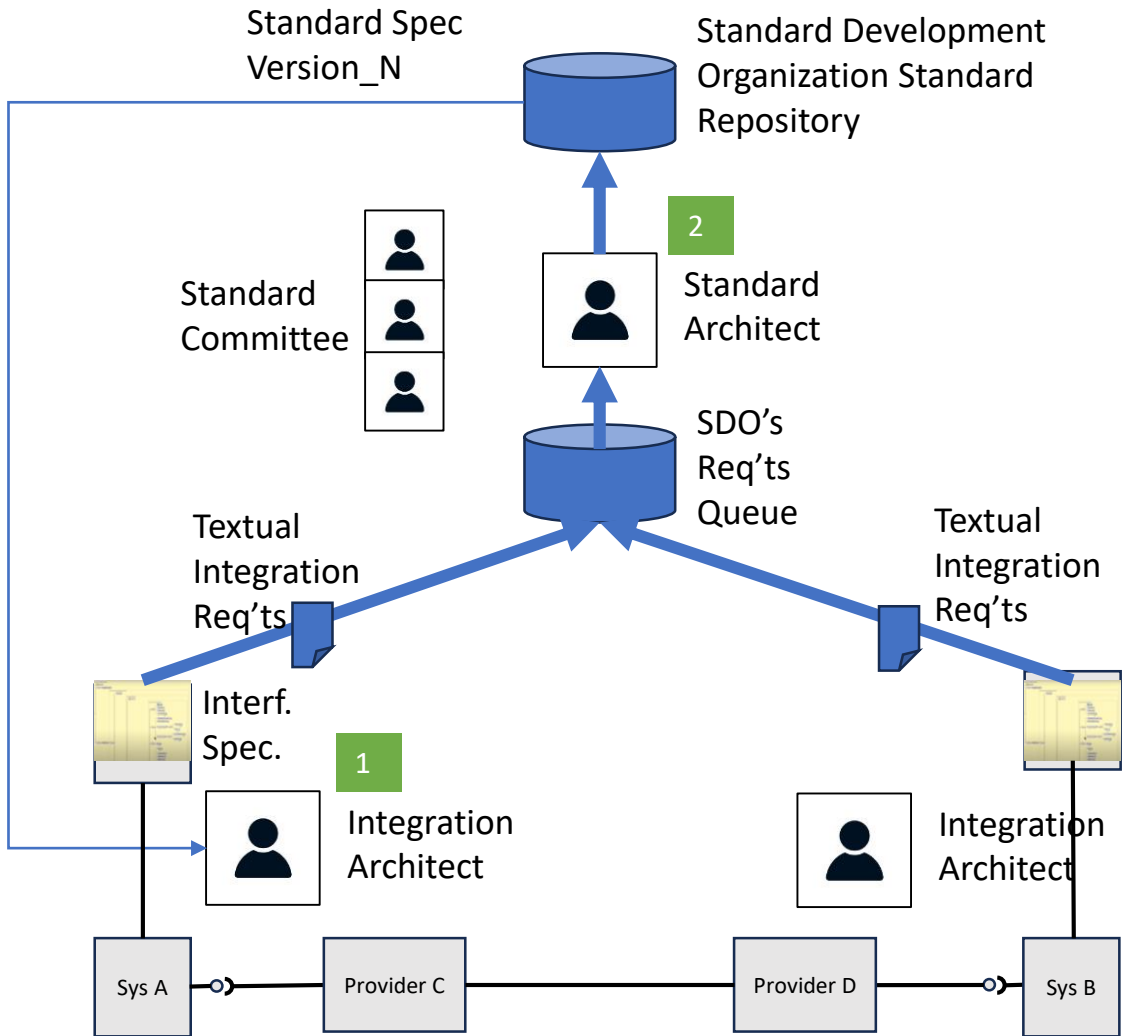 Standard Spec
Version_N
Standard Development
Organization Standard
Repository
2
Standard
Committee
Standard
Architect
SDO’s
Req’ts
Queue
Textual
Integration
Req’ts
Textual
Integration
Req’ts
Interf.
Spec.
1
Integration
Architect
Integration
Architect
Sys A
Provider C
Provider D
Sys B